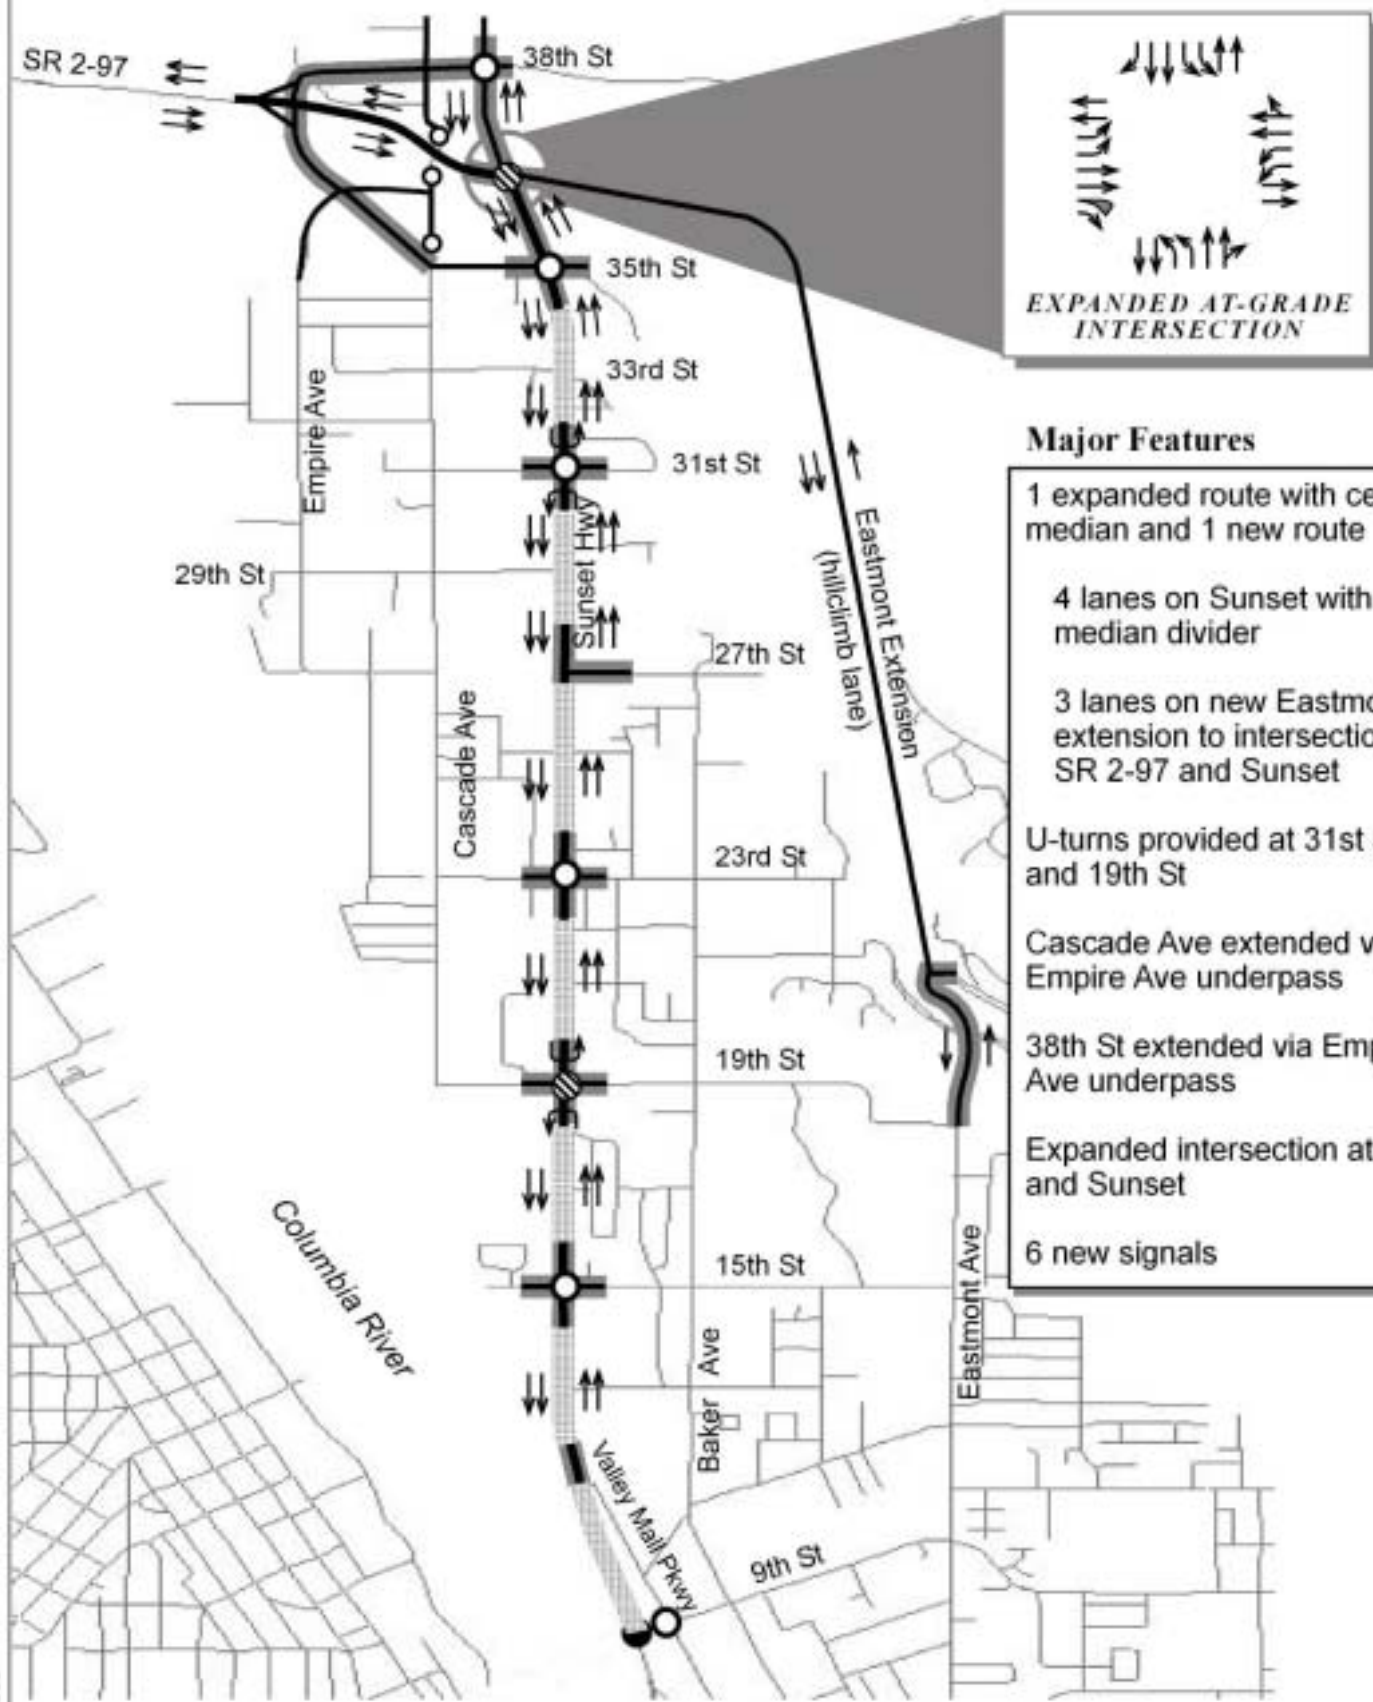 SR 2-97
38th St
35th St
33rd St
31st St
29th St
27th St
23rd St
19th St
15th St
9th St
Empire Ave
Sunset Hwy
Cascade Ave
Eastmont Extension
(hillclimb lane)
Columbia River
Baker Ave
Eastmont Ave
Valley Mall Pkwy
EXPANDED AT-GRADE
INTERSECTION
Major Features
1 expanded route with
median and 1 new route
4 lanes on Sunset with
median divider
3 lanes on new
extension to
SR 2-97 and Sunset
U-turns provided at 31st
and 19th St
Cascade Ave extended
Empire Ave underpass
38th St extended via
Ave underpass
Expanded intersection at
and Sunset
6 new signals